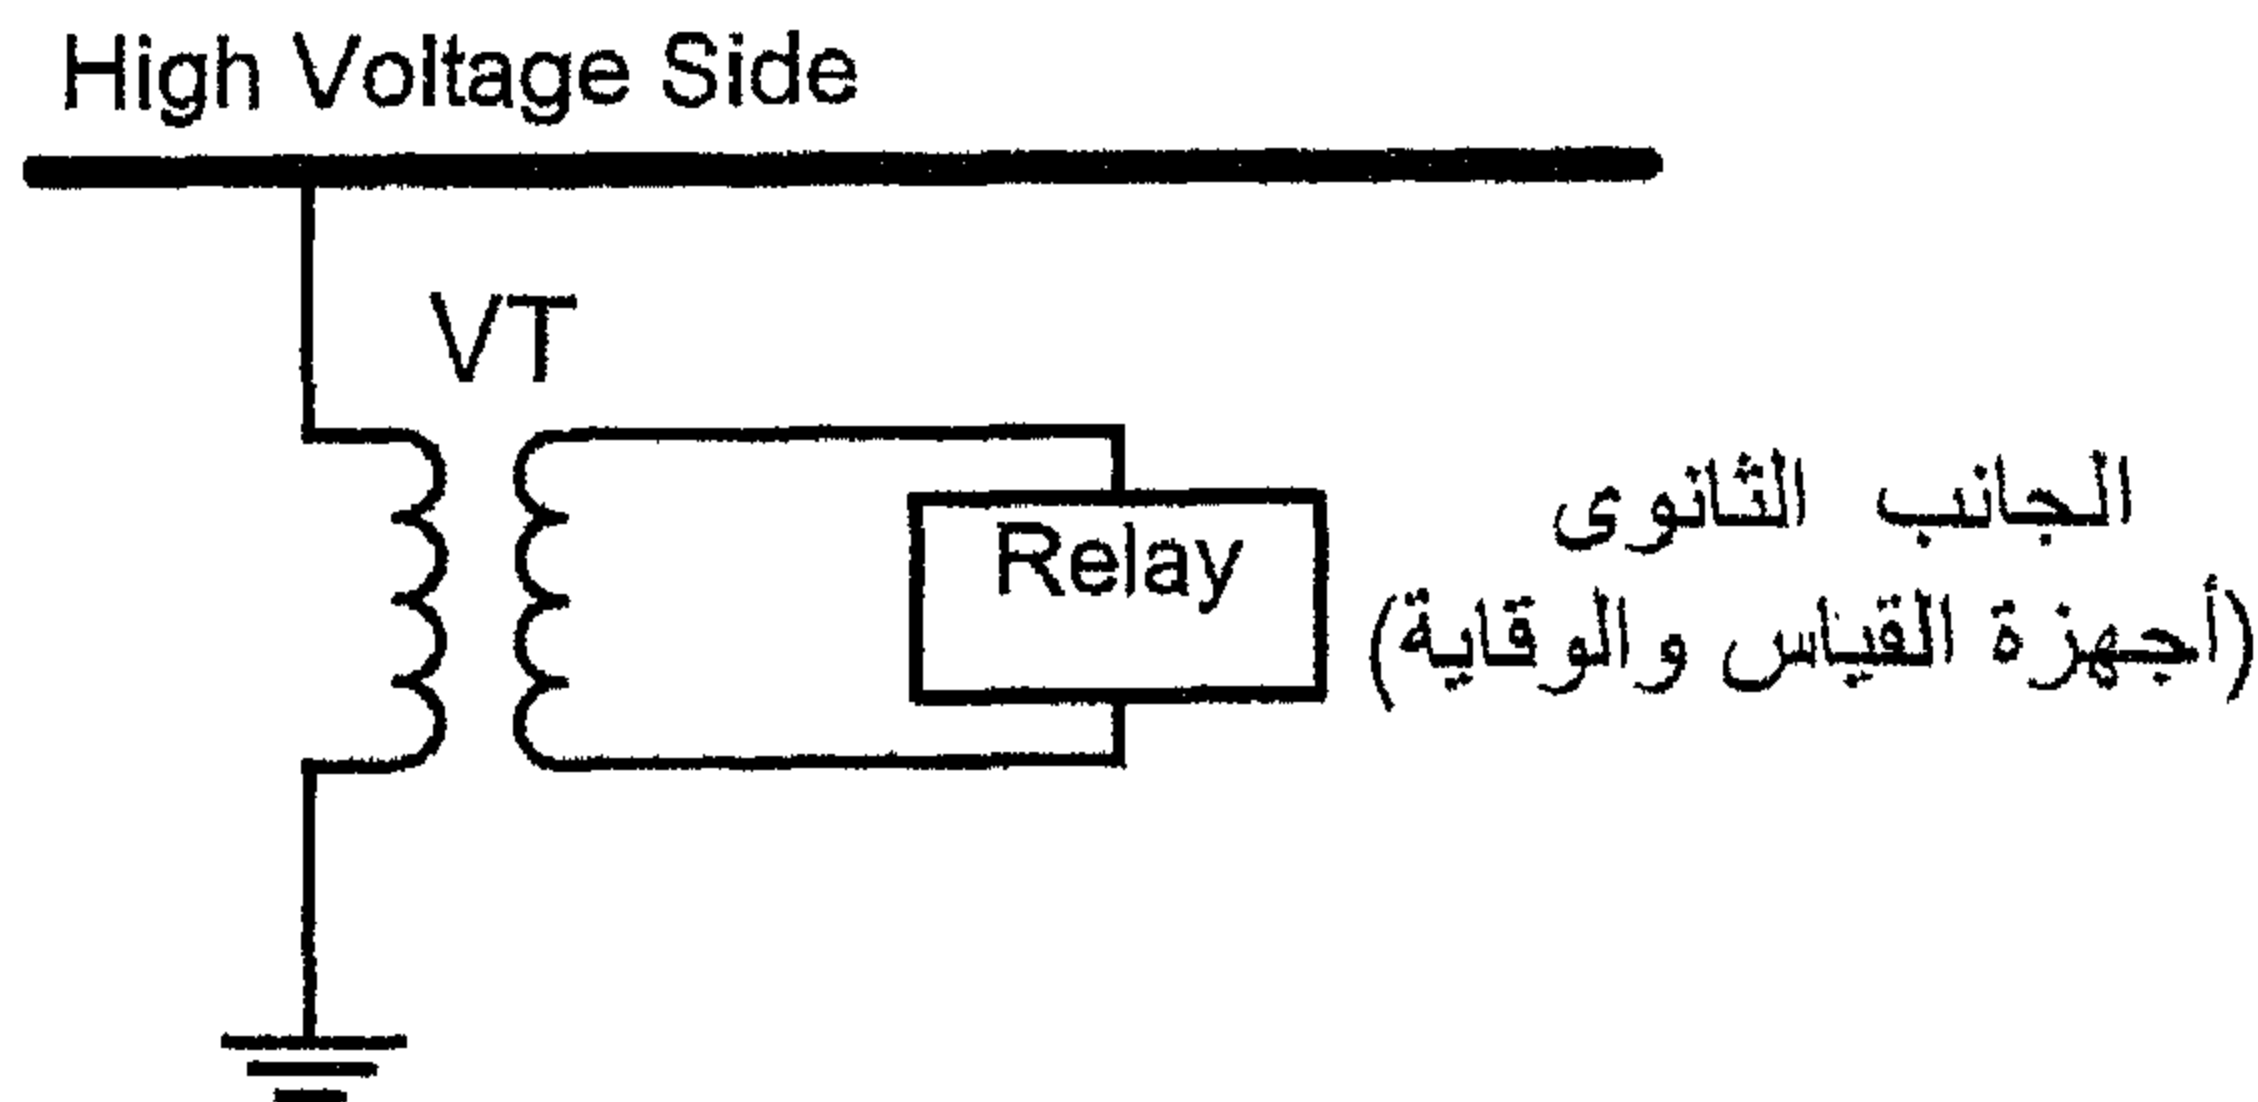 High Voltage Side
VT
Relay
الجانب الثانوى
(أجهزة القياس والوقاية)